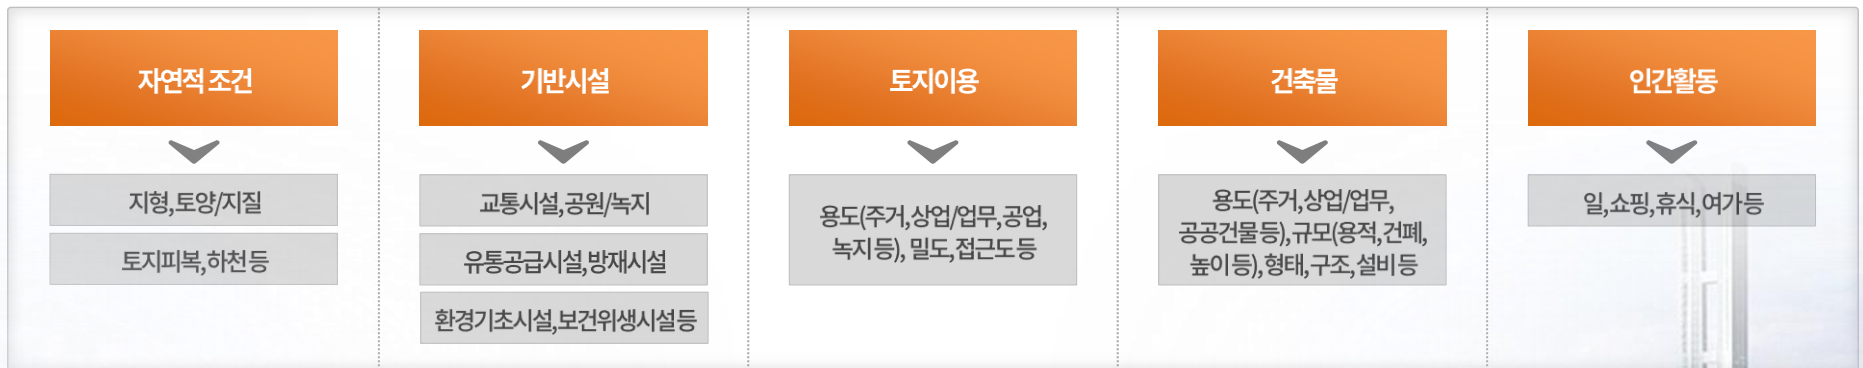 자연적 조건
지형,토양/지질
토지피복,하천 등
기반시설
교통시설,공원/녹지
유통공급시설,방재시설
환경기초시설,보건위생시설 등
토지이용
용도(주거,상업/업무,공업,
녹지 등), 밀도,접근도 등
건축물
용도(주거,상업/업무,
공공건물 등),규모(용적,건폐,
높이 등),형태,구조,설비 등
인간활동
일,쇼핑,휴식,여가 등